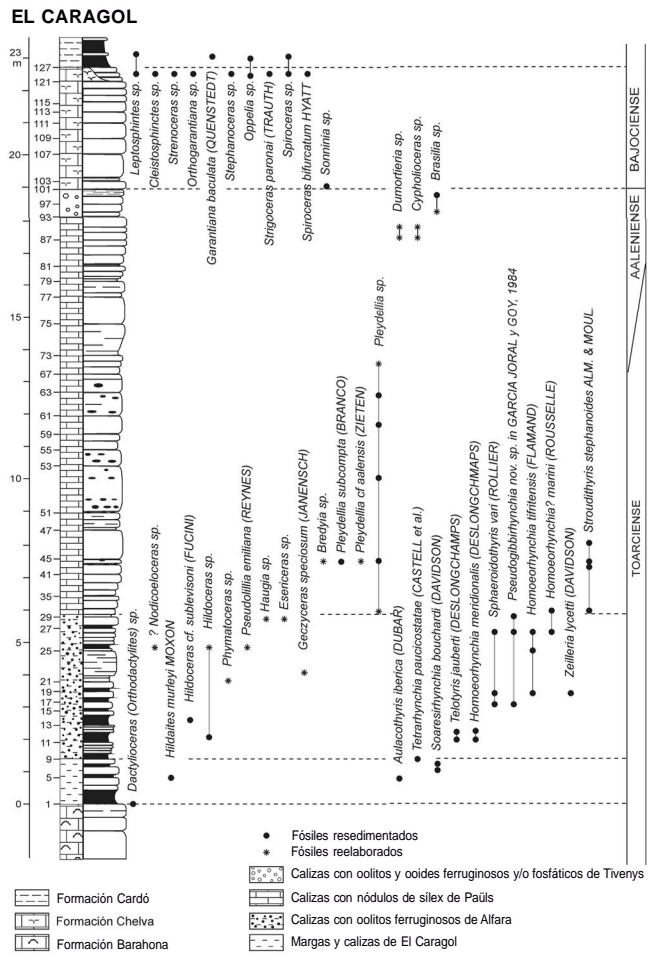 EL CARAGOL
23
m
20
15
10
5
0
127
121
115
113
111
109
107
103
101
97
93
87
81
79
77
75
73
67
63
61
59
55
53
51
47
45
41
35
29
27
25
21
19
17
15
13
11
9
5
1
Leptosphintes sp.
Cleistosphinctes sp.
Strenoceras sp.
Orthogarantiana sp.
Garantiana baculata (QUENSTEDT)
Stephanoceras sp.
Oppelia sp.
Strigoceras paronai (TRAUTH)
Spiroceras sp.
Spiroceras bifurcatum HYATT
Sonninia sp.
Dumortieria sp.
Cypholioceras sp.
Brasilia sp.
Dactylioceras (Orthodactylites) sp.
? Nodicoeloceras sp.
Hildaites murleyi MOXON
Hildoceras cf. sublevisoni (FUCINI)
Hildoceras sp.
Phymatoceras sp.
Pseudolillia emiliana (REYNES)
Haugia sp.
Esericeras sp.
Geczyceras speciosum (JANENSCH)
Bredyia sp.
Pleydellia subcompta (BRANCO)
Pleydellia cf aalensis (ZIETEN)
Pleydellia sp.
Aulacothyris iberica (DUBAR)
Tetrarhynchia paucicostatae (CASTELL et al.)
Soaresirhynchia bouchardi (DAVIDSON)
Telotyris jauberti (DESLONGCHAMPS)
Homoeorhynchia meridionalis (DESLONGCHMAPS)
Sphaeroidothyris vari (ROLLIER)
Pseudogibbirhynchia nov. sp. in GARCIA JORAL y GOY, 1984
Homoeorhynchia tifritensis (FLAMAND)
Homoeorhynchia? marini (ROUSSELLE)
Zeilleria lycetti (DAVIDSON)
Stroudithyris stephanoides ALM. & MOUL.
BAJOCIENSE
AALENIENSE
TOARCIENSE
Fósiles resedimentados
Fósiles reelaborados
Calizas con oolitos y ooides ferruginosos y/o fosfáticos de Tivenys
Calizas con nódulos de sílex de Paüls
Calizas con oolitos ferruginosos de Alfara
Margas y calizas de El Caragol
Formación Cardó
Formación Chelva
Formación Barahona